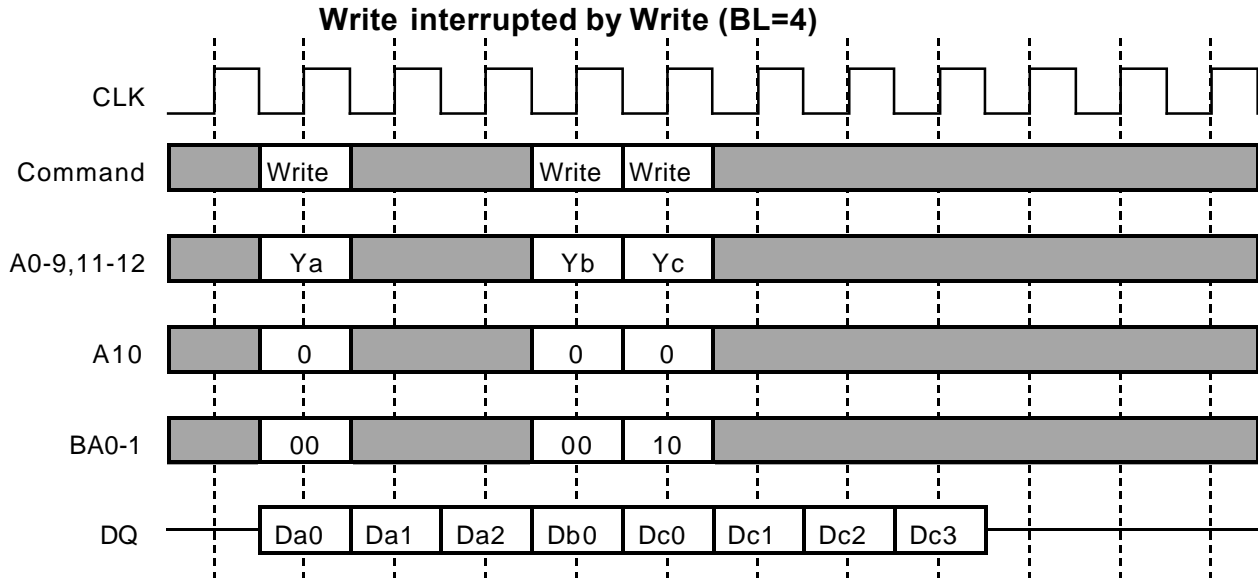 Write interrupted by Write (BL=4)
CLK
Command Write Write Write
A0-9,11-12 Ya Yb Yc
A10 0 0 0
BA0-1 00 00 10
DQ Da0 Da1 Da2 Db0 Dc0 Dc1 Dc2 Dc3